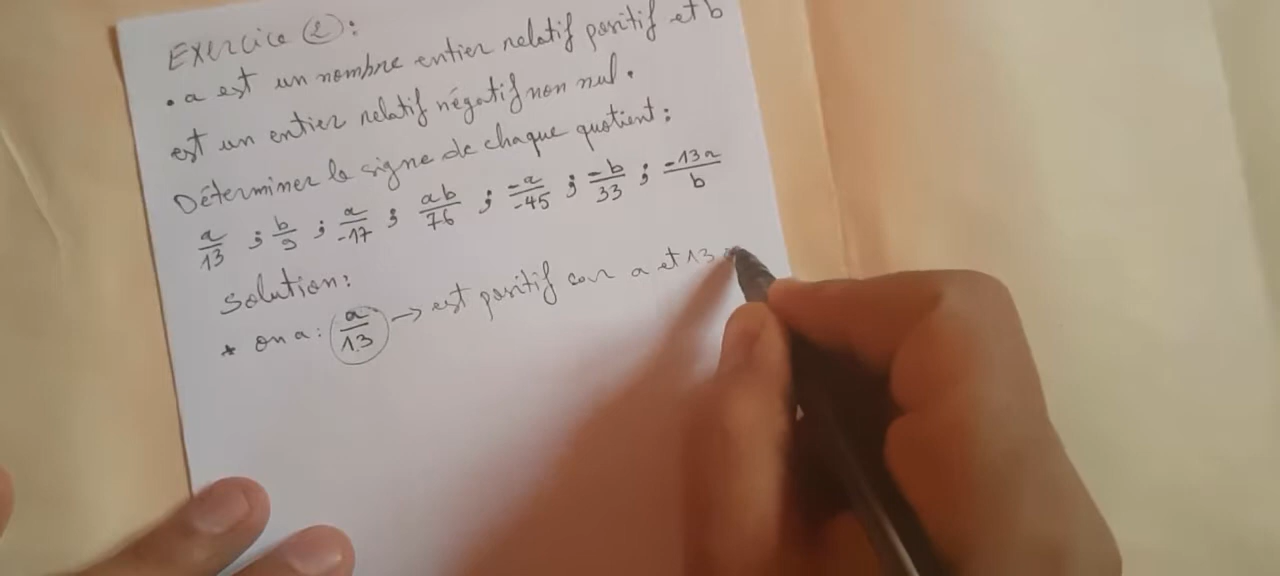 Exercice (2):
• a est un nombre entier relatif positif et b
est un entier relatif négatif non nul.
Déterminer le signe de chaque quotient:
a/13 ; b/9 ; a/-17 ; ab/76 ; -a/-45 ; -b/33 ; -13a/b
Solution:
* on a: a/13 → est positif car a et 13